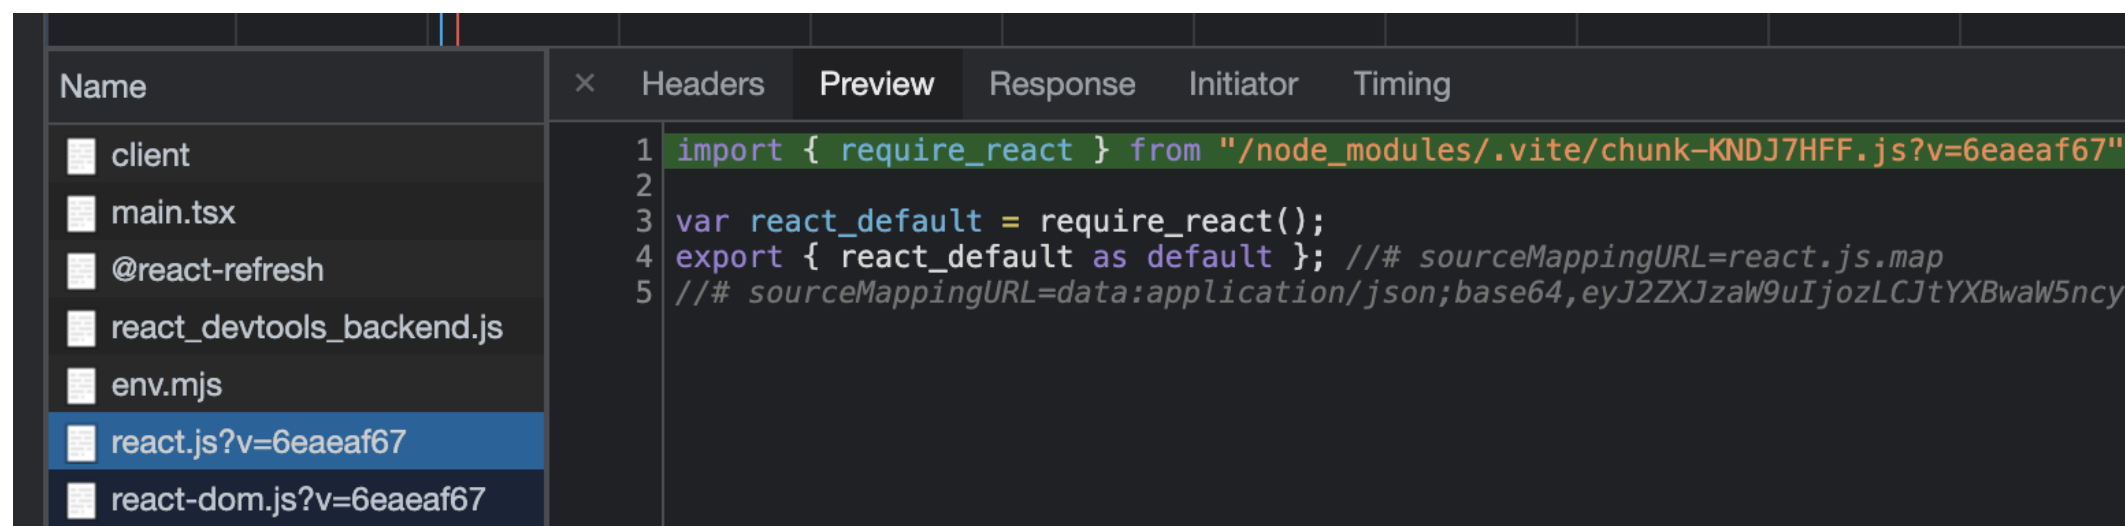 Name
client
main.tsx
@react-refresh
react_devtools_backend.js
env.mjs
react.js?v=6eaeaf67
react-dom.js?v=6eaeaf67
× Headers Preview Response Initiator Timing
1 import { require_react } from "/node_modules/.vite/chunk-KNDJ7HFF.js?v=6eaeaf67"
2
3 var react_default = require_react();
4 export { react_default as default }; //# sourceMappingURL=react.js.map
5 //# sourceMappingURL=data:application/json;base64,eyJ2ZXJzaW9uIjozLCJtYXBwaW5ncy